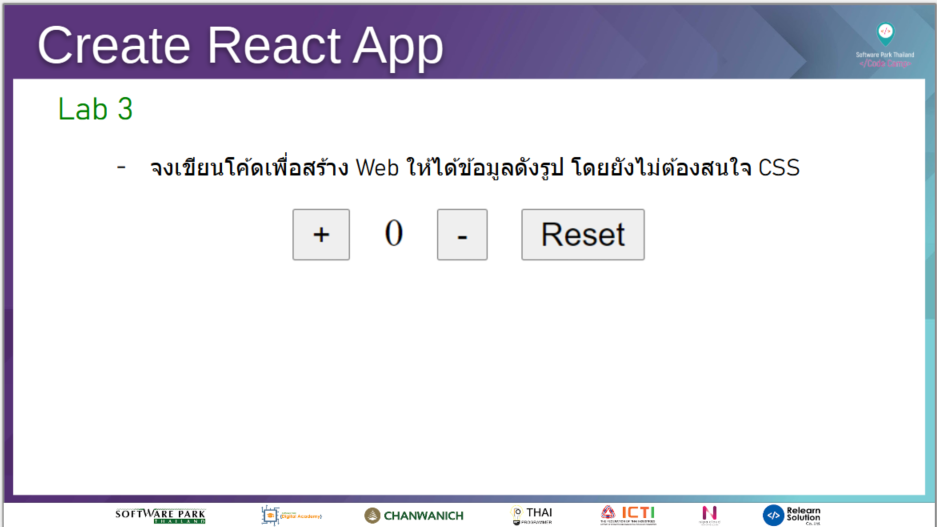 Create React App
Software Park Thailand
Lab 3
- จงเขียนโค้ดเพื่อสร้าง Web ให้ได้ข้อมูลดังรูป โดยยังไม่ต้องสนใจ CSS
+ 0 - Reset
SOFTWARE PARK
THAILAND
Digital Academy
CHANWANICH
THAI
PROGRAMMER
ICTI
N
Relearn
Solution
Co., Ltd.